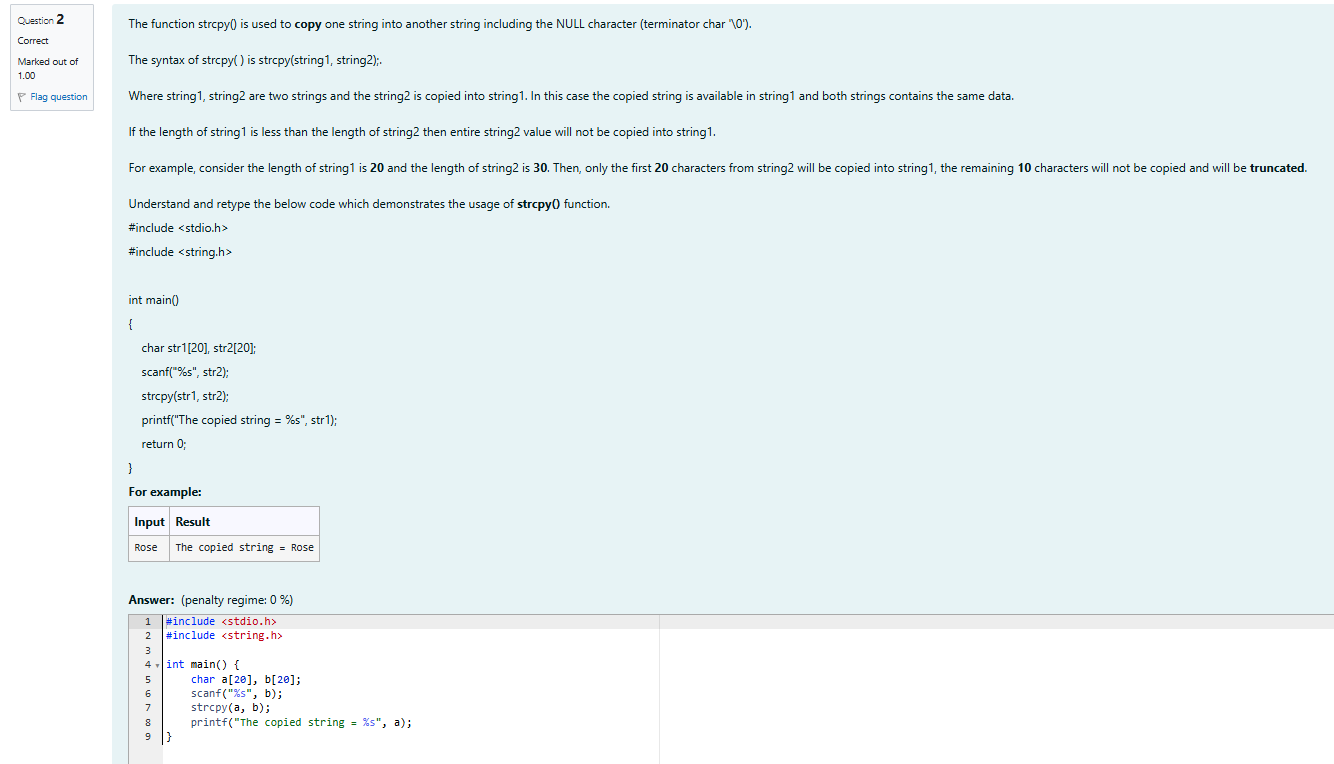 Question 2
Correct
Marked out of
1.00
Flag question
The function strcpy() is used to copy one string into another string including the NULL character (terminator char '\0').
The syntax of strcpy( ) is strcpy(string1, string2);.
Where string1, string2 are two strings and the string2 is copied into string1. In this case the copied string is available in string1 and both strings contains the same data.
If the length of string1 is less than the length of string2 then entire string2 value will not be copied into string1.
For example, consider the length of string1 is 20 and the length of string2 is 30. Then, only the first 20 characters from string2 will be copied into string1, the remaining 10 characters will not be copied and will be truncated.
Understand and retype the below code which demonstrates the usage of strcpy() function.
#include <stdio.h>
#include <string.h>
int main()
{
char str1[20], str2[20];
scanf("%s", str2);
strcpy(str1, str2);
printf("The copied string = %s", str1);
return 0;
}
For example:
Input Result
Rose The copied string = Rose
Answer: (penalty regime: 0 %)
1 #include <stdio.h>
2 #include <string.h>
3
4 int main() {
5 char a[20], b[20];
6 scanf("%s", b);
7 strcpy(a, b);
8 printf("The copied string = %s", a);
9 }